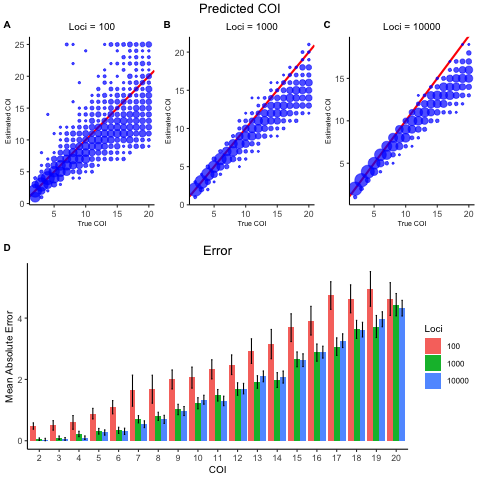 Predicted COI
A Loci = 100
B Loci = 1000
C Loci = 10000
Estimated COI
25
20
15
10
5
0
5 10 15 20
True COI
Estimated COI
20
15
10
5
0
5 10 15 20
True COI
Estimated COI
15
10
5
5 10 15 20
True COI
D Error
Mean Absolute Error
4
2
0
2 3 4 5 6 7 8 9 10 11 12 13 14 15 16 17 18 19 20
COI
Loci
100
1000
10000